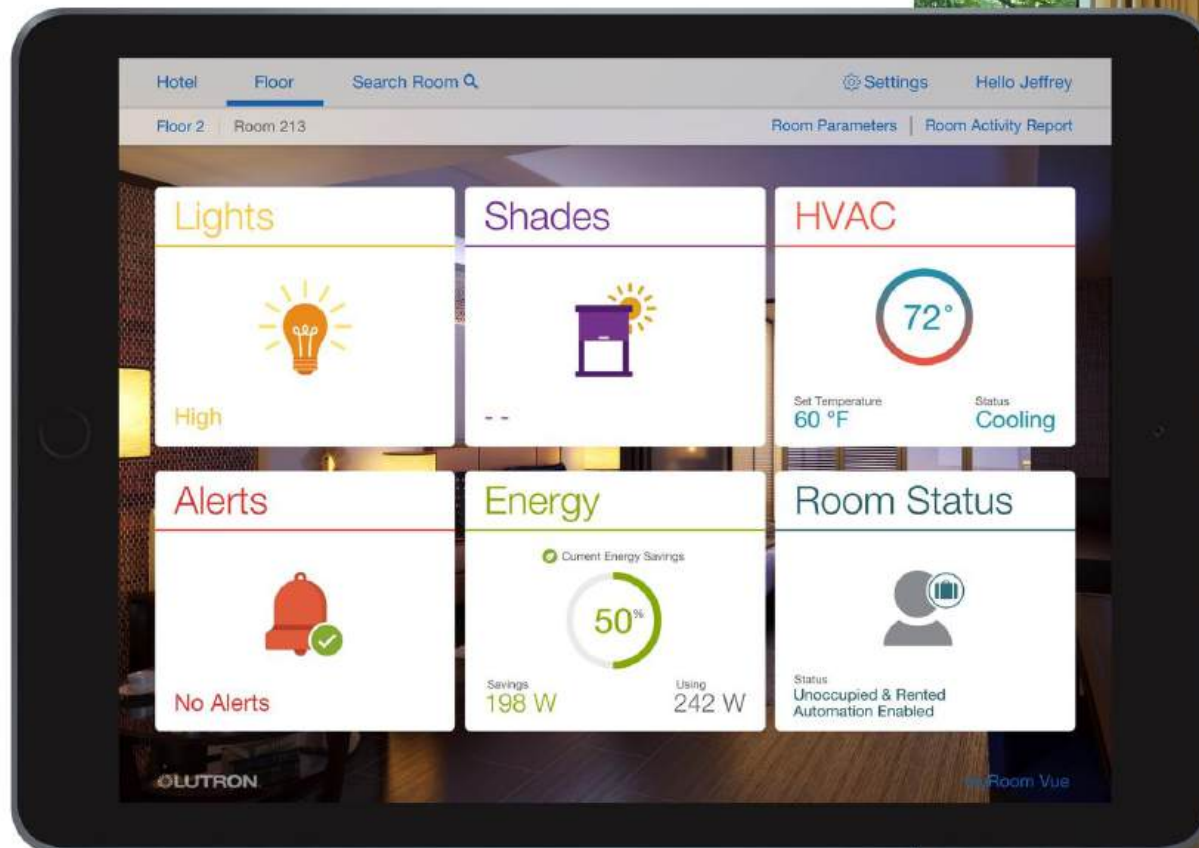 Hotel Floor Search Room Settings Hello Jeffrey
Floor 2 Room 213 Room Parameters Room Activity Report
Lights Shades HVAC
72°
Set Temperature Status
High - - 60 °F Cooling
Alerts Energy Room Status
Current Energy Savings
50%
Savings Using Status
No Alerts 198 W 242 W Unoccupied & Rented
Automation Enabled
LUTRON myRoom Vue